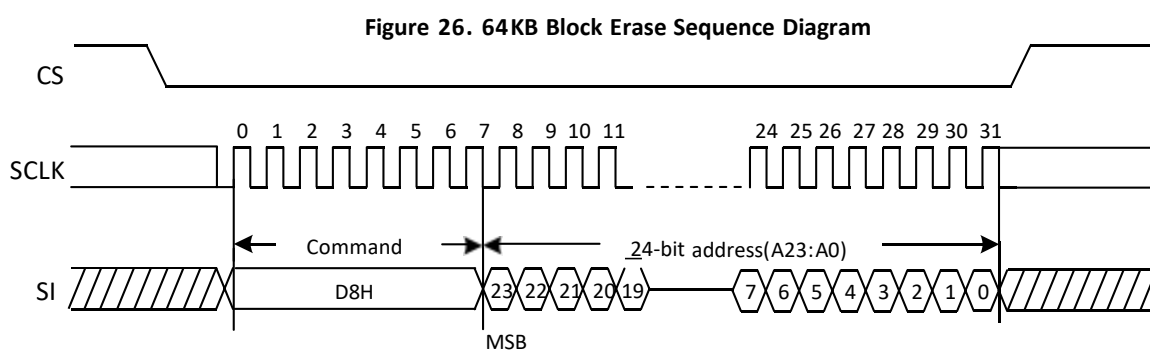 Figure 26. 64KB Block Erase Sequence Diagram
CS
0 1 2 3 4 5 6 7 8 9 10 11 24 25 26 27 28 29 30 31
SCLK
Command 24-bit address(A23:A0)
SI D8H 23 22 21 20 19 7 6 5 4 3 2 1 0
MSB